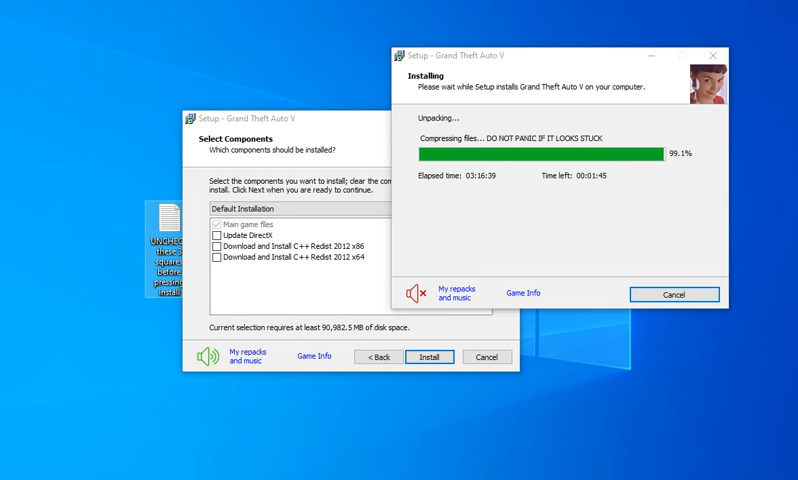 Setup - Grand Theft Auto V
Installing
Please wait while Setup installs Grand Theft Auto V on your computer.
Unpacking...
Compressing files... DO NOT PANIC IF IT LOOKS STUCK
99.1%
Elapsed time: 03:16:39 Time left: 00:01:45
My repacks
and music
Game Info
Cancel
Setup - Grand Theft Auto V
Select Components
Which components should be installed?
Select the components you want to install; clear the
install. Click Next when you are ready to continue.
Default Installation
Main game files
Update DirectX
Download and Install C++ Redist 2012 x86
Download and Install C++ Redist 2012 x64
Current selection requires at least 90,982.5 MB of disk space.
My repacks
and music
Game Info
< Back
Install
Cancel
these 3
squares
before
pressing
install